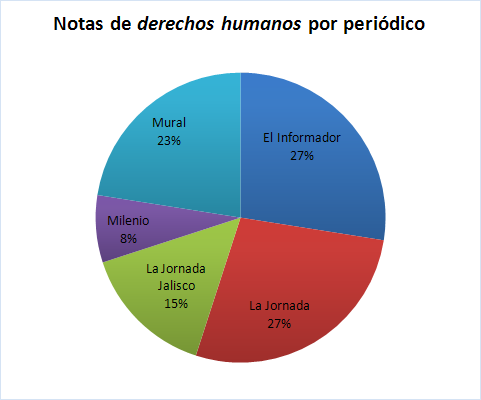 Notas de derechos humanos por periódico
El Informador
27%
La Jornada
27%
La Jornada
Jalisco
15%
Milenio
8%
Mural
23%